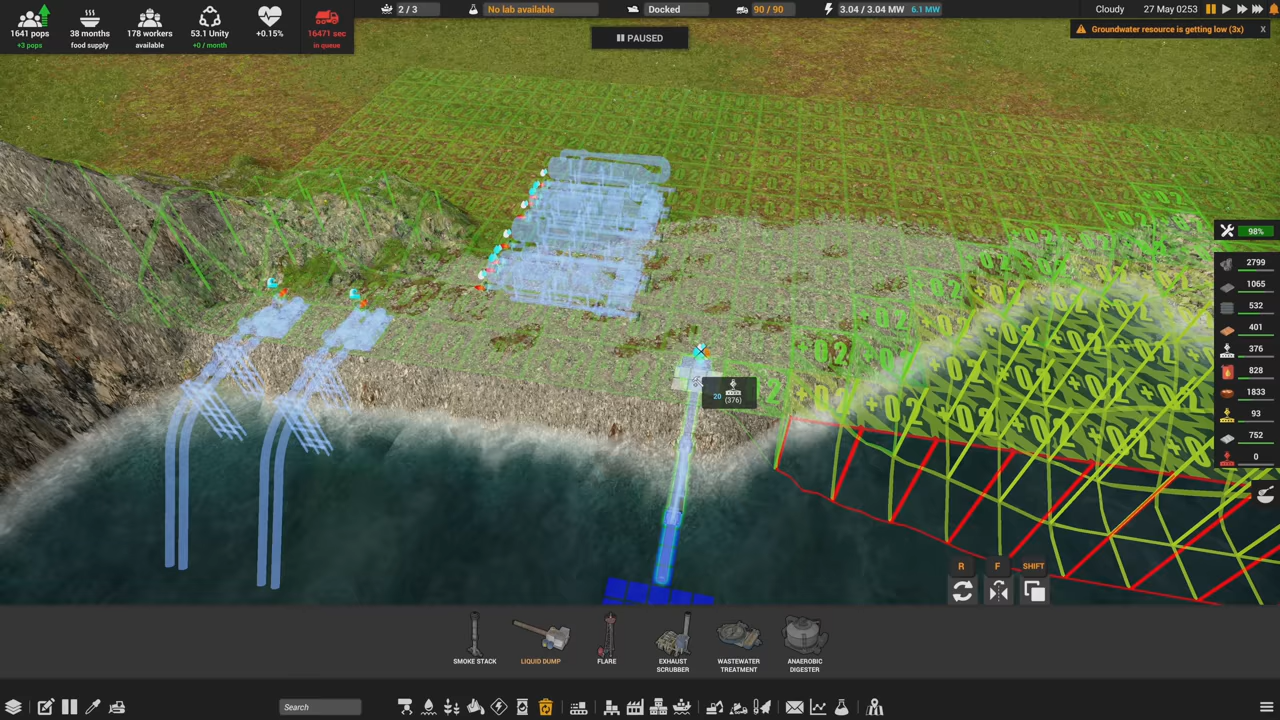 2 / 3
No lab available
Docked
90 / 90
3.04 / 3.04 MW 6.1 MW
Cloudy
27 May 0253
1641 pops
+3 pops
38 months
food supply
178 workers
available
53.1 Unity
+0 / month
+0.15%
16471 sec
in queue
PAUSED
Groundwater resource is getting low (3x)
X
98%
2799
1065
532
401
376
828
1833
93
752
0
20
(376)
+0.2
R
F
SHIFT
SMOKE STACK
LIQUID DUMP
FLARE
EXHAUST SCRUBBER
WASTEWATER TREATMENT
ANAEROBIC DIGESTER
Search